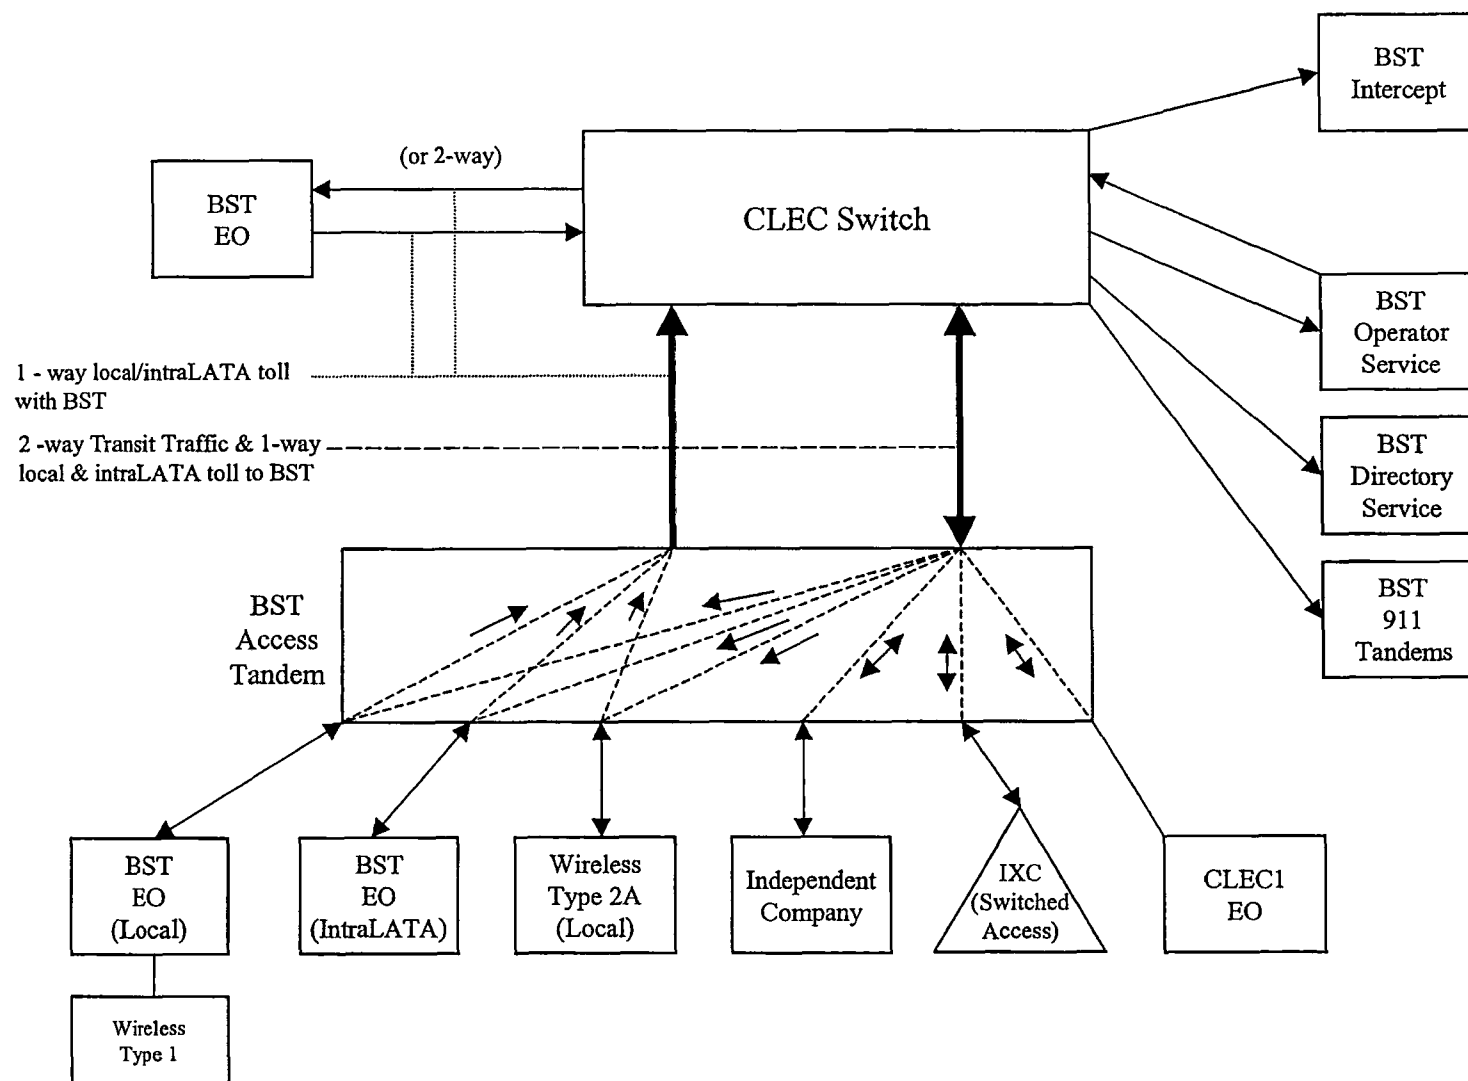 BST
Intercept
(or 2-way)
BST
EO
CLEC Switch
BST
Operator
Service
1 - way local/intraLATA toll
with BST
2 -way Transit Traffic & 1-way
local & intraLATA toll to BST
BST
Directory
Service
BST
911
Tandems
BST
Access
Tandem
BST
EO
(Local)
BST
EO
(IntraLATA)
Wireless
Type 2A
(Local)
Independent
Company
IXC
(Switched
Access)
CLEC1
EO
Wireless
Type 1